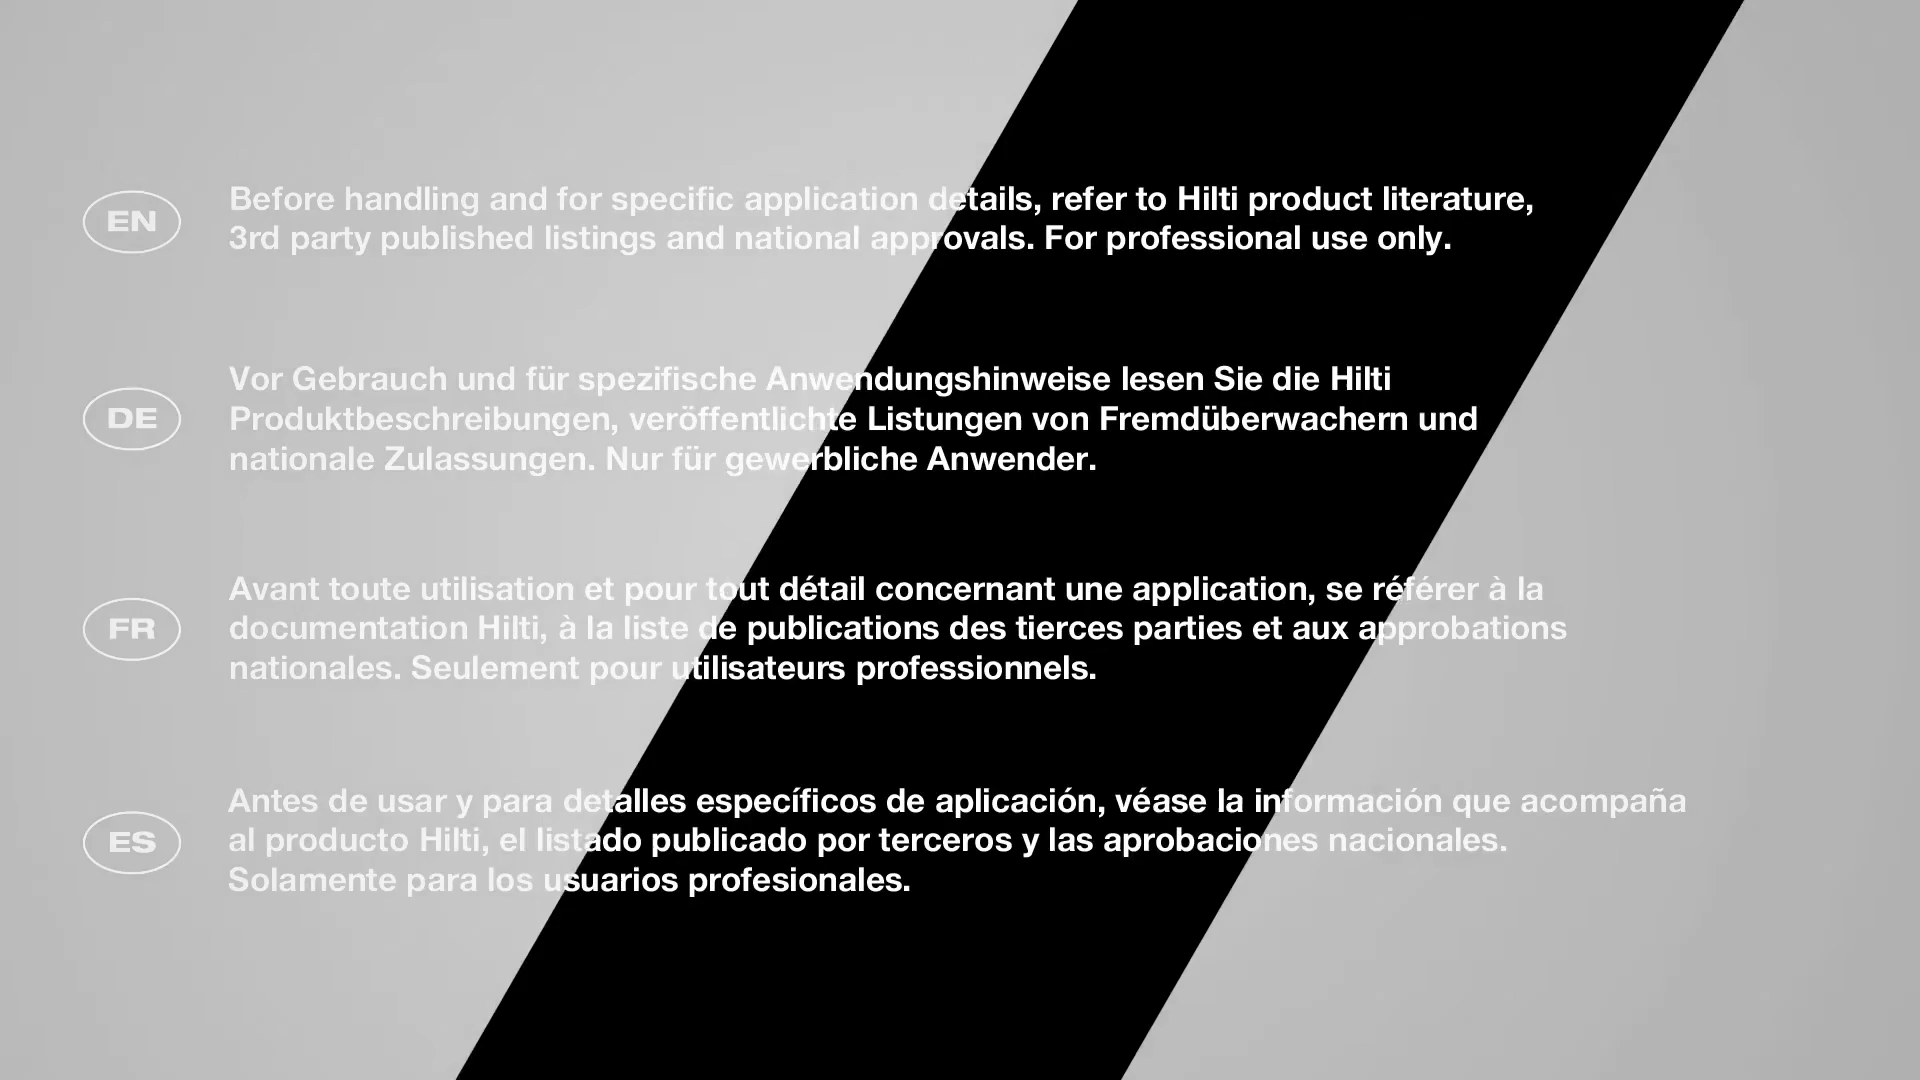 EN
Before handling and for specific application details, refer to Hilti product literature,
3rd party published listings and national approvals. For professional use only.
DE
Vor Gebrauch und für spezifische Anwendungshinweise lesen Sie die Hilti
Produktbeschreibungen, veröffentlichte Listungen von Fremdüberwachern und
nationale Zulassungen. Nur für gewerbliche Anwender.
FR
Avant toute utilisation et pour tout détail concernant une application, se référer à la
documentation Hilti, à la liste de publications des tierces parties et aux approbations
nationales. Seulement pour utilisateurs professionnels.
ES
Antes de usar y para detalles específicos de aplicación, véase la información que acompaña
al producto Hilti, el listado publicado por terceros y las aprobaciones nacionales.
Solamente para los usuarios profesionales.